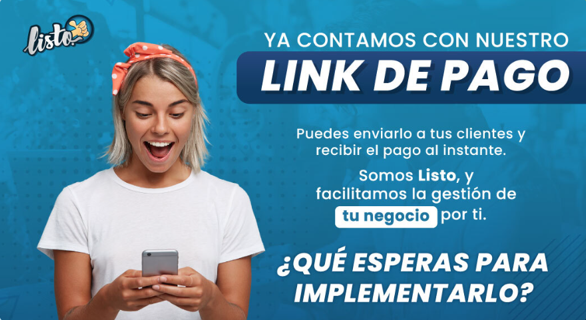 listo
YA CONTAMOS CON NUESTRO
LINK DE PAGO
Puedes enviarlo a tus clientes y
recibir el pago al instante.
Somos Listo, y
facilitamos la gestión de
tu negocio por ti.
¿QUÉ ESPERAS PARA
IMPLEMENTARLO?